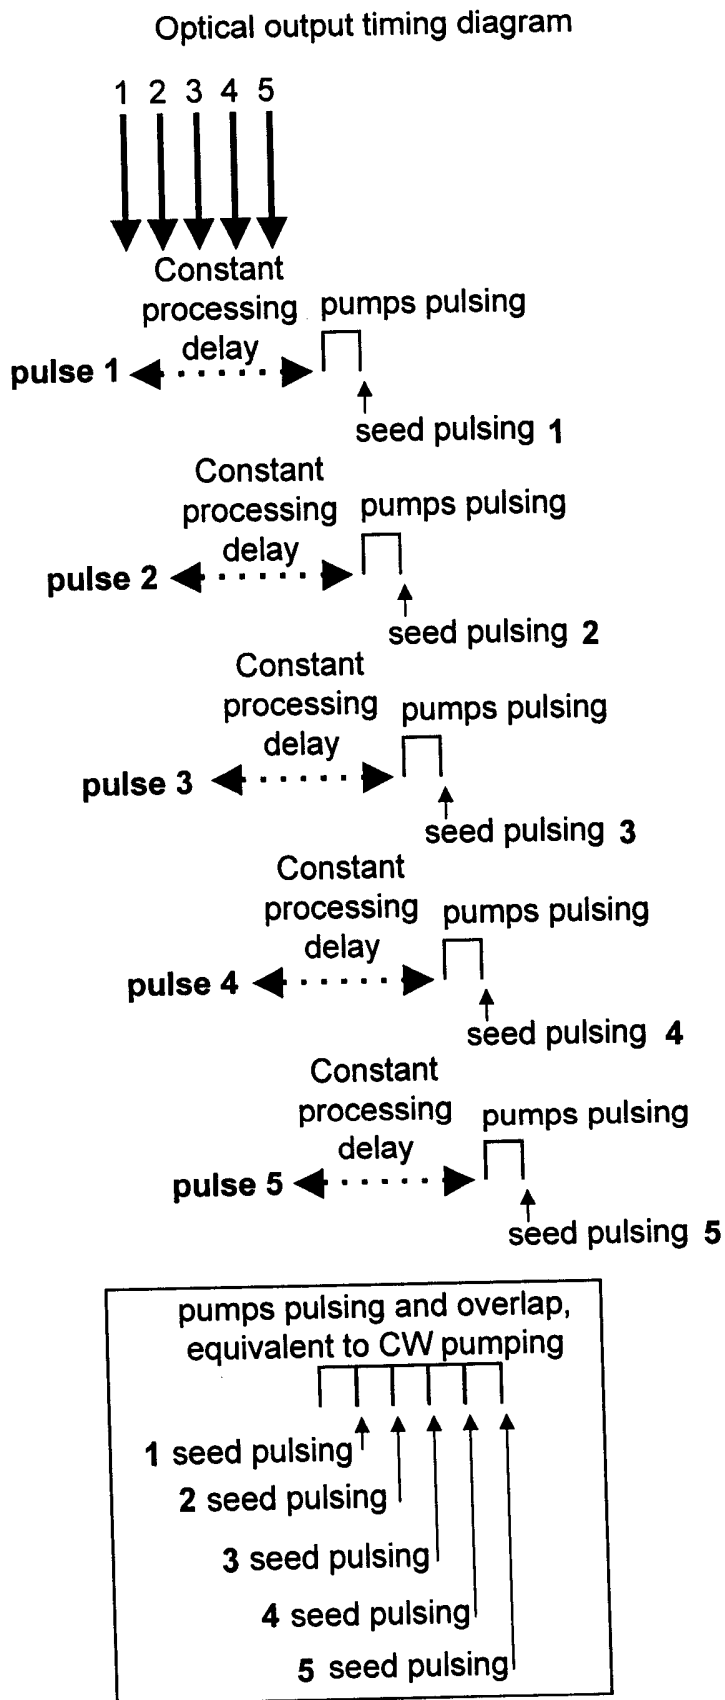 Optical output timing diagram
1 2 3 4 5
Constant
processing
delay
pumps pulsing
pulse 1
seed pulsing 1
Constant
processing
delay
pumps pulsing
pulse 2
seed pulsing 2
Constant
processing
delay
pumps pulsing
pulse 3
seed pulsing 3
Constant
processing
delay
pumps pulsing
pulse 4
seed pulsing 4
Constant
processing
delay
pumps pulsing
pulse 5
seed pulsing 5
pumps pulsing and overlap,
equivalent to CW pumping
1 seed pulsing
2 seed pulsing
3 seed pulsing
4 seed pulsing
5 seed pulsing